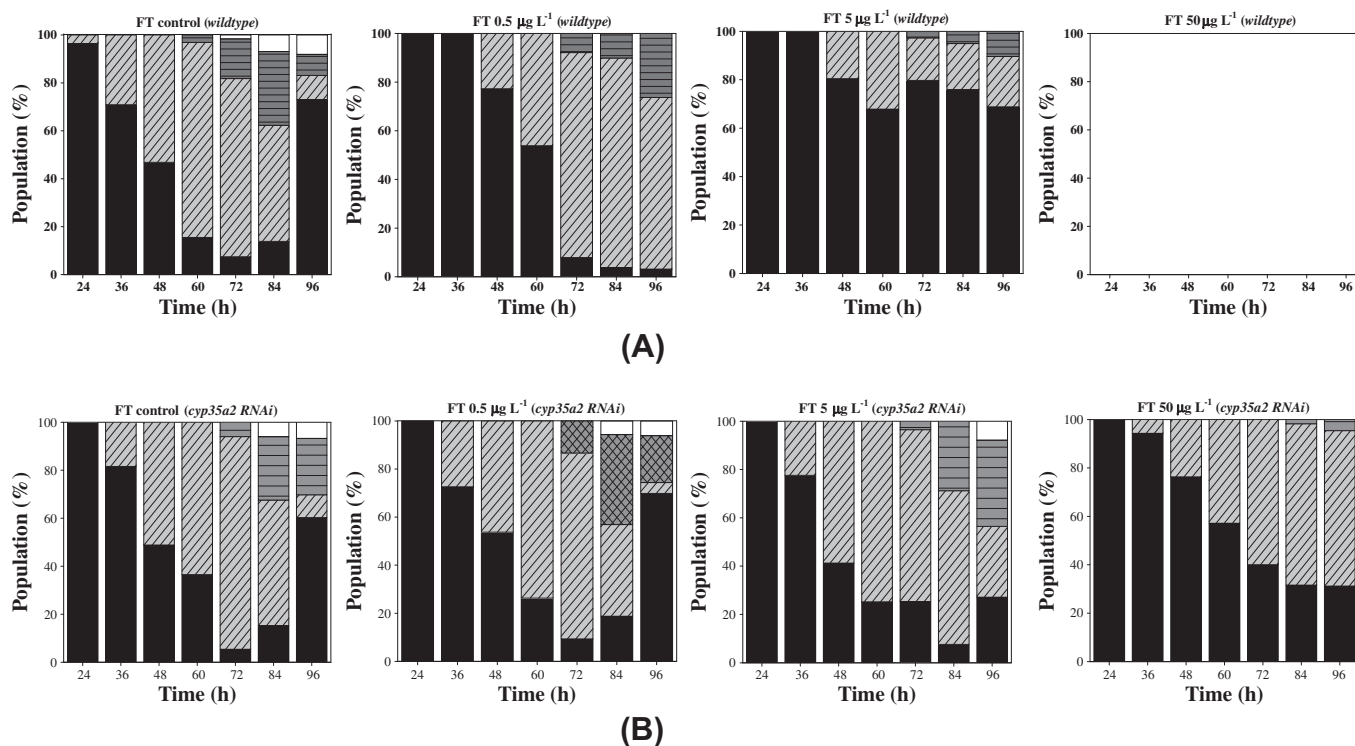 FT control (wildtype)
Population (%)
100
80
60
40
20
0
24 36 48 60 72 84 96
Time (h)
FT 0.5 µg L⁻¹ (wildtype)
Population (%)
100
80
60
40
20
0
24 36 48 60 72 84 96
Time (h)
FT 5 µg L⁻¹ (wildtype)
Population (%)
100
80
60
40
20
0
24 36 48 60 72 84 96
Time (h)
FT 50µg L⁻¹ (wildtype)
Population (%)
100
80
60
40
20
0
24 36 48 60 72 84 96
Time (h)
(A)
FT control (cyp35a2 RNAi)
Population (%)
100
80
60
40
20
0
24 36 48 60 72 84 96
Time (h)
FT 0.5 µg L⁻¹ (cyp35a2 RNAi)
Population (%)
100
80
60
40
20
0
24 36 48 60 72 84 96
Time (h)
FT 5 µg L⁻¹ (cyp35a2 RNAi)
Population (%)
100
80
60
40
20
0
24 36 48 60 72 84 96
Time (h)
FT 50 µg L⁻¹ (cyp35a2 RNAi)
Population (%)
100
80
60
40
20
0
24 36 48 60 72 84 96
Time (h)
(B)